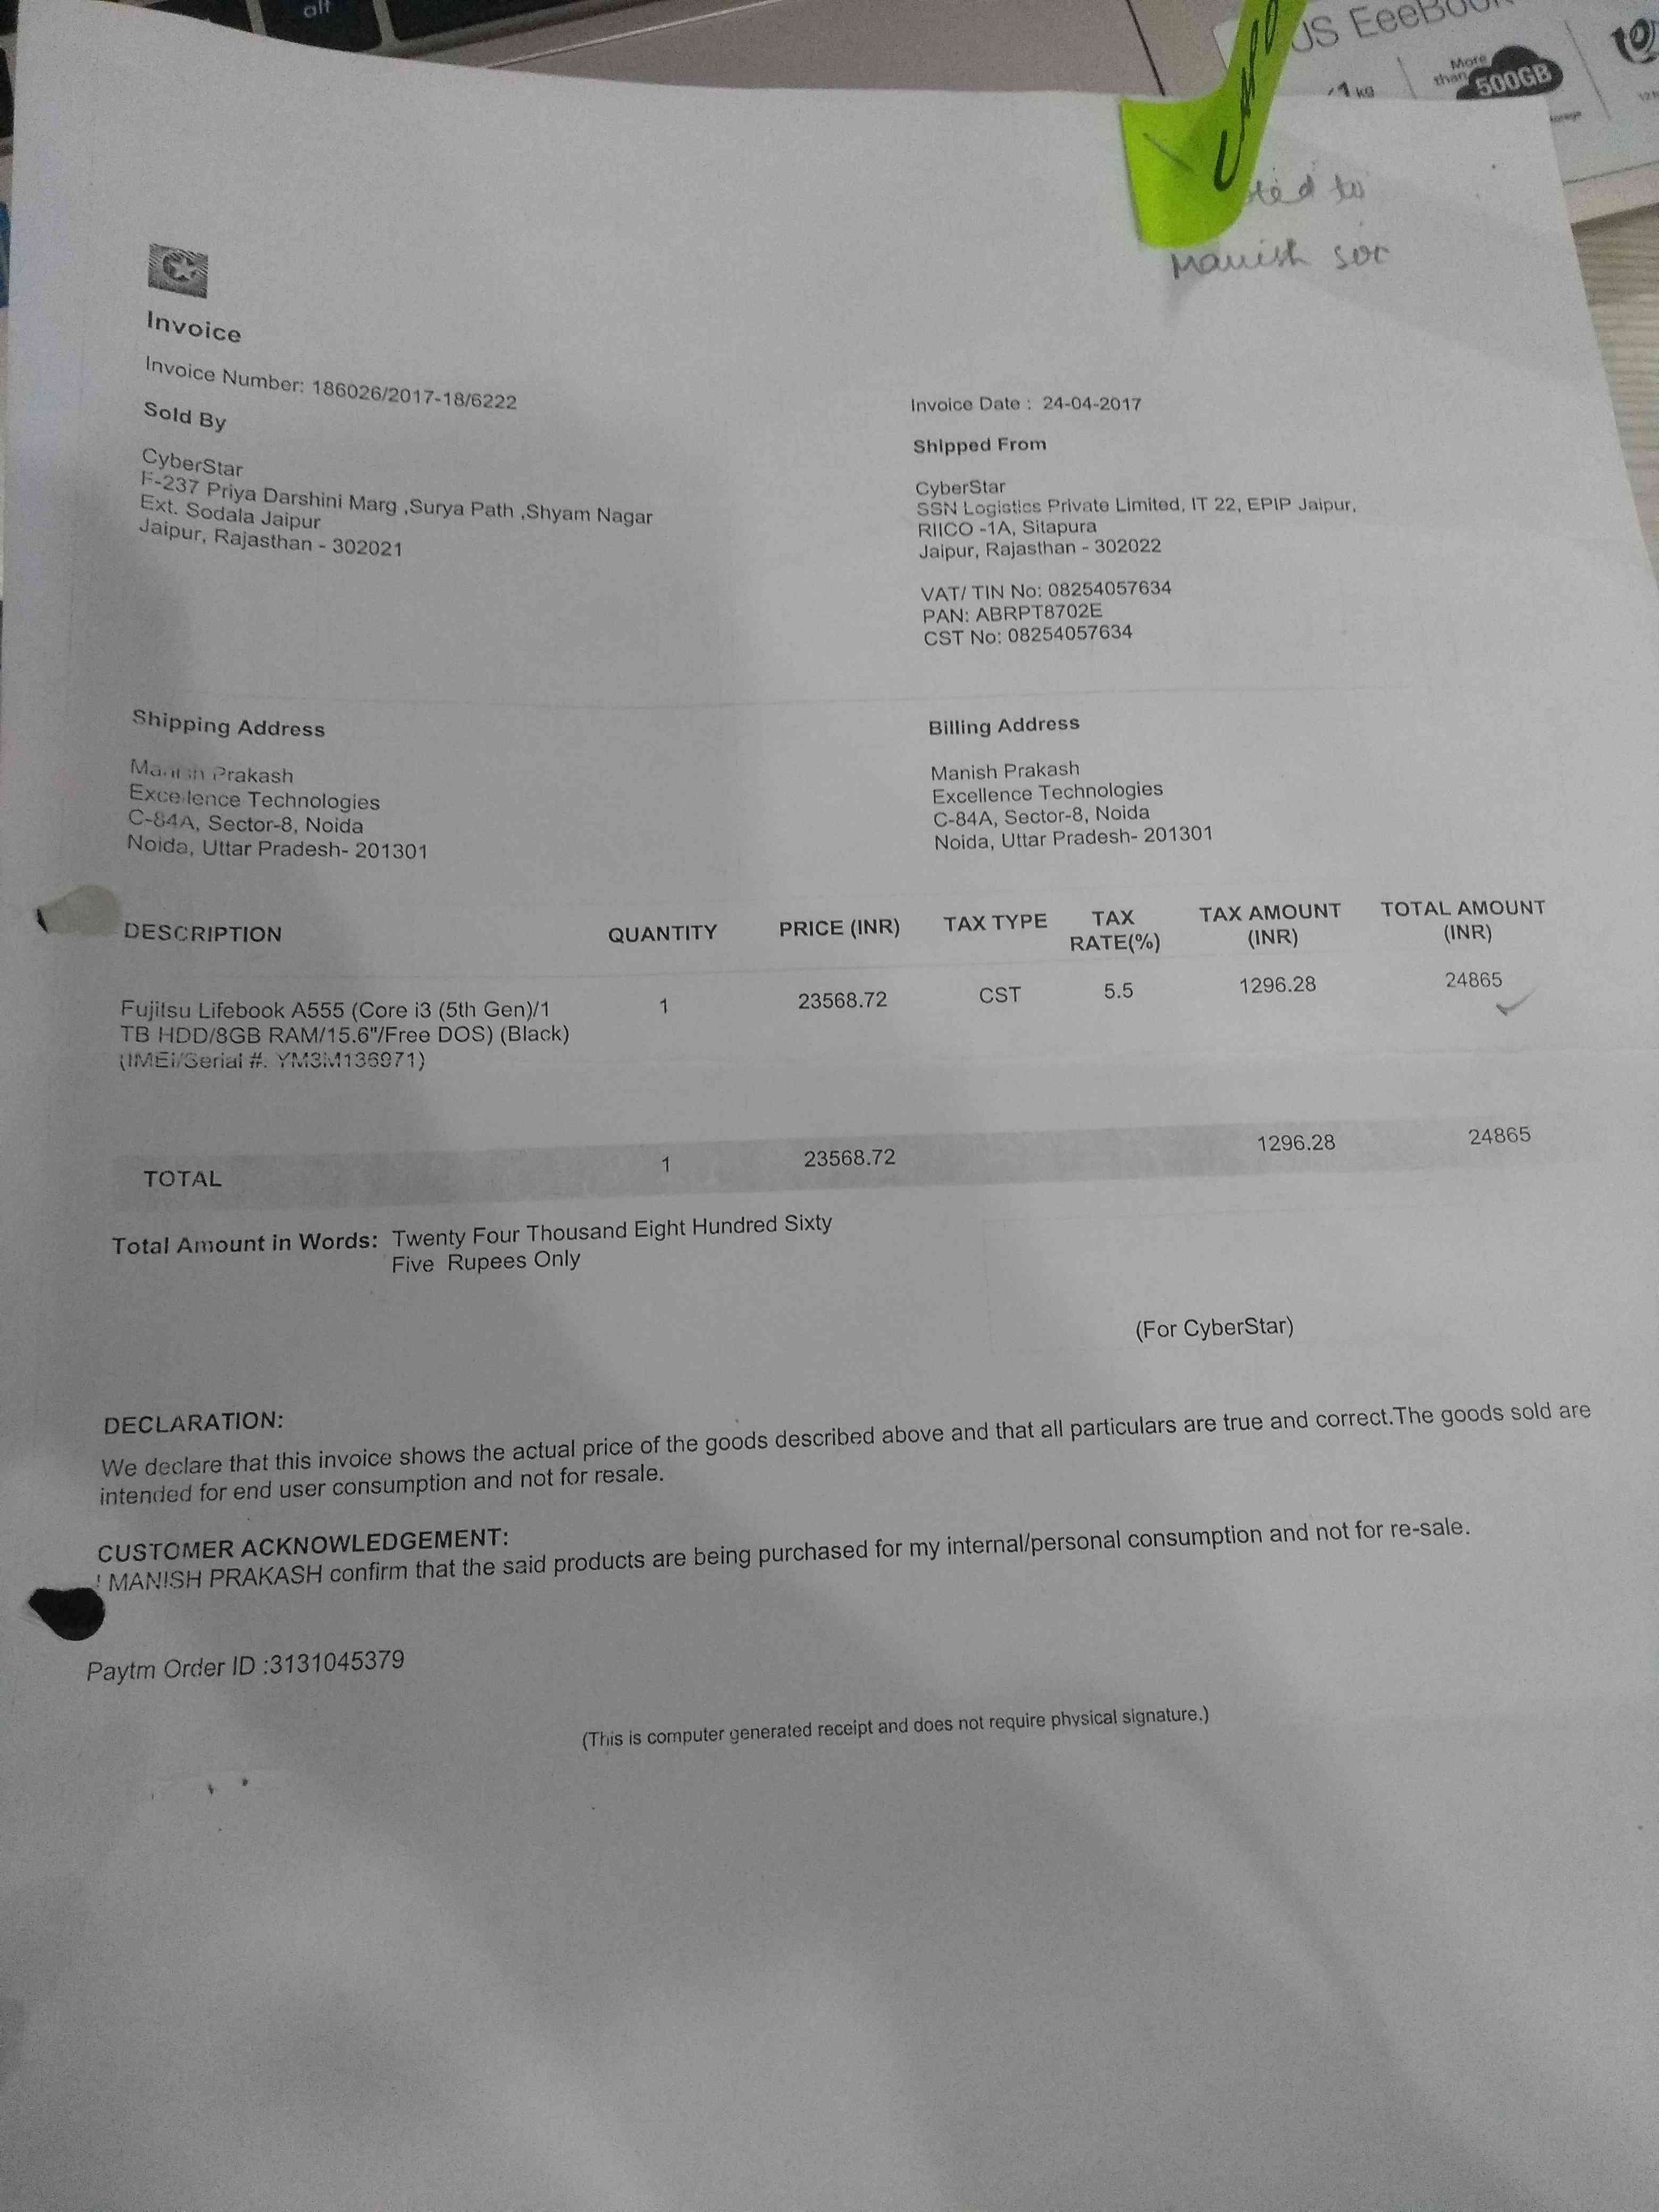 alt
US EeeBook
1 kg
More
than 500GB
ted to
Manish sir
Invoice
Invoice Number: 186026/2017-18/6222
Invoice Date : 24-04-2017
Sold By
CyberStar
F-237 Priya Darshini Marg ,Surya Path ,Shyam Nagar
Ext. Sodala Jaipur
Jaipur, Rajasthan - 302021
Shipped From
CyberStar
SSN Logistics Private Limited, IT 22, EPIP Jaipur,
RIICO -1A, Sitapura
Jaipur, Rajasthan - 302022
VAT/ TIN No: 08254057634
PAN: ABRPT8702E
CST No: 08254057634
Shipping Address
Manish Prakash
Excellence Technologies
C-84A, Sector-8, Noida
Noida, Uttar Pradesh- 201301
Billing Address
Manish Prakash
Excellence Technologies
C-84A, Sector-8, Noida
Noida, Uttar Pradesh- 201301
DESCRIPTION QUANTITY PRICE (INR) TAX TYPE TAX RATE(%) TAX AMOUNT (INR) TOTAL AMOUNT (INR)
Fujitsu Lifebook A555 (Core i3 (5th Gen)/1 1 23568.72 CST 5.5 1296.28 24865
TB HDD/8GB RAM/15.6"/Free DOS) (Black)
(IMEI/Serial #. YM3M136971)
TOTAL 1 23568.72 1296.28 24865
Total Amount in Words: Twenty Four Thousand Eight Hundred Sixty
Five Rupees Only
(For CyberStar)
DECLARATION:
We declare that this invoice shows the actual price of the goods described above and that all particulars are true and correct.The goods sold are
intended for end user consumption and not for resale.
CUSTOMER ACKNOWLEDGEMENT:
I MANISH PRAKASH confirm that the said products are being purchased for my internal/personal consumption and not for re-sale.
Paytm Order ID :3131045379
(This is computer generated receipt and does not require physical signature.)